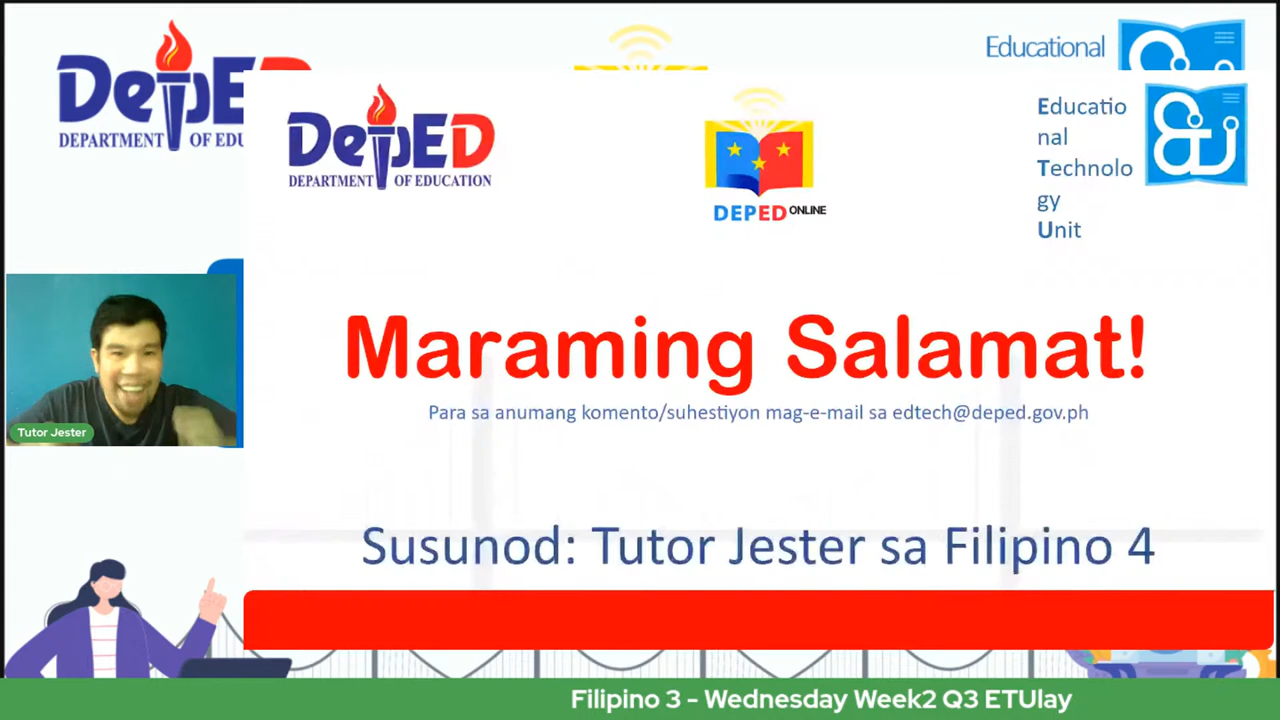 DepED
DEPARTMENT OF EDU
Educational
DepED
DEPARTMENT OF EDUCATION
DEPED ONLINE
Educatio
nal
Technolo
gy
Unit
Maraming Salamat!
Para sa anumang komento/suhestiyon mag-e-mail sa edtech@deped.gov.ph
Tutor Jester
Susunod: Tutor Jester sa Filipino 4
Filipino 3 - Wednesday Week2 Q3 ETUlay